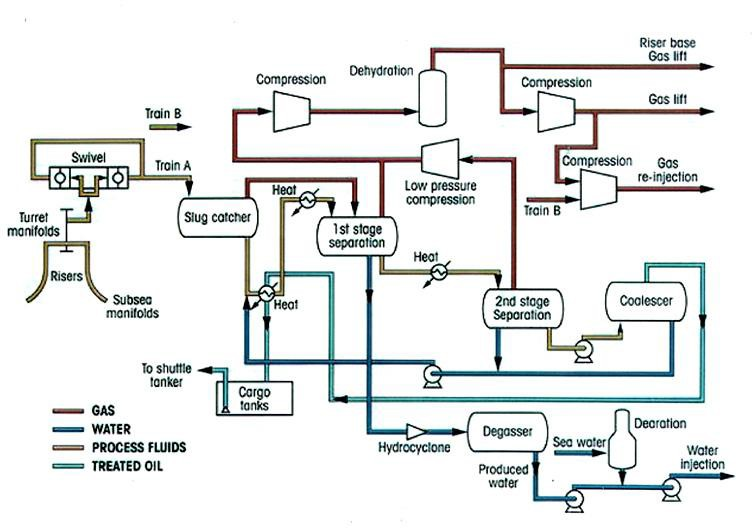 Riser base
Gas lift
Dehydration
Compression
Compression
Gas lift
Train B
Compression
Swivel
Train A
Gas
re-injection
Low pressure
compression
Heat
Train B
Slug catcher
Turret
manifolds
1st stage
separation
Heat
Risers
Subsea
manifolds
Heat
2nd stage
Separation
Coalescer
To shuttle
tanker
Cargo
tanks
GAS
WATER
PROCESS FLUIDS
TREATED OIL
Hydrocyclone
Degasser
Dearation
Sea water
Produced
water
Water
injection